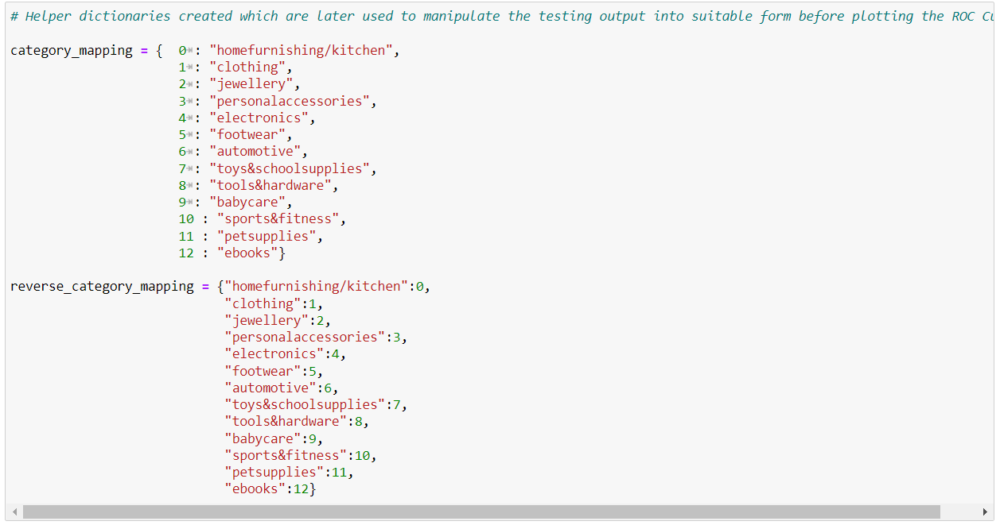 # Helper dictionaries created which are later used to manipulate the testing output into suitable form before plotting the ROC
category_mapping = { 0 : "homefurnishing/kitchen",
1 : "clothing",
2 : "jewellery",
3 : "personalaccessories",
4 : "electronics",
5 : "footwear",
6 : "automotive",
7 : "toys&schoolsupplies",
8 : "tools&hardware",
9 : "babycare",
10 : "sports&fitness",
11 : "petsupplies",
12 : "ebooks"}
reverse_category_mapping = {"homefurnishing/kitchen":0,
"clothing":1,
"jewellery":2,
"personalaccessories":3,
"electronics":4,
"footwear":5,
"automotive":6,
"toys&schoolsupplies":7,
"tools&hardware":8,
"babycare":9,
"sports&fitness":10,
"petsupplies":11,
"ebooks":12}